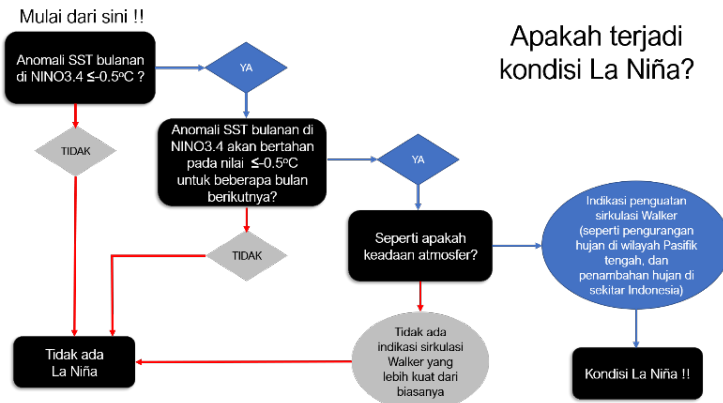 Mulai dari sini !!
Apakah terjadi
kondisi La Niña?
Anomali SST bulanan
di NINO3.4 ≤-0.5ºC ?
YA
TIDAK
Anomali SST bulanan di
NINO3.4 akan bertahan
pada nilai ≤-0.5ºC
untuk beberapa bulan
berikutnya?
YA
TIDAK
Seperti apakah
keadaan atmosfer?
Indikasi penguatan
sirkulasi Walker
(seperti pengurangan
hujan di wilayah Pasifik
tengah, dan
penambahan hujan di
sekitar Indonesia)
Tidak ada
La Niña
Tidak ada
indikasi sirkulasi
Walker yang
lebih kuat dari
biasanya
Kondisi La Niña !!